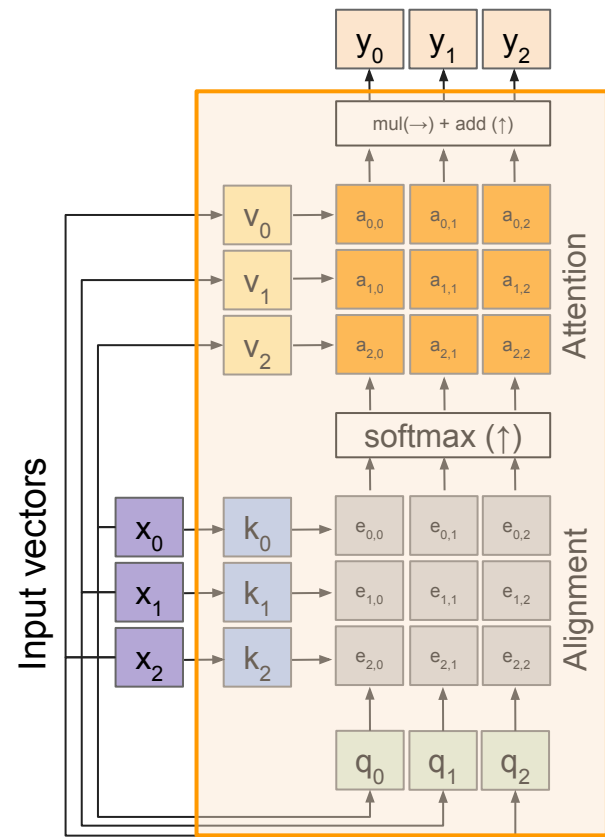 y0 y1 y2
mul(→) + add (↑)
v0 a0,0 a0,1 a0,2
v1 a1,0 a1,1 a1,2
v2 a2,0 a2,1 a2,2
Attention
softmax (↑)
Input vectors
x0 k0 e0,0 e0,1 e0,2
x1 k1 e1,0 e1,1 e1,2
x2 k2 e2,0 e2,1 e2,2
Alignment
q0 q1 q2